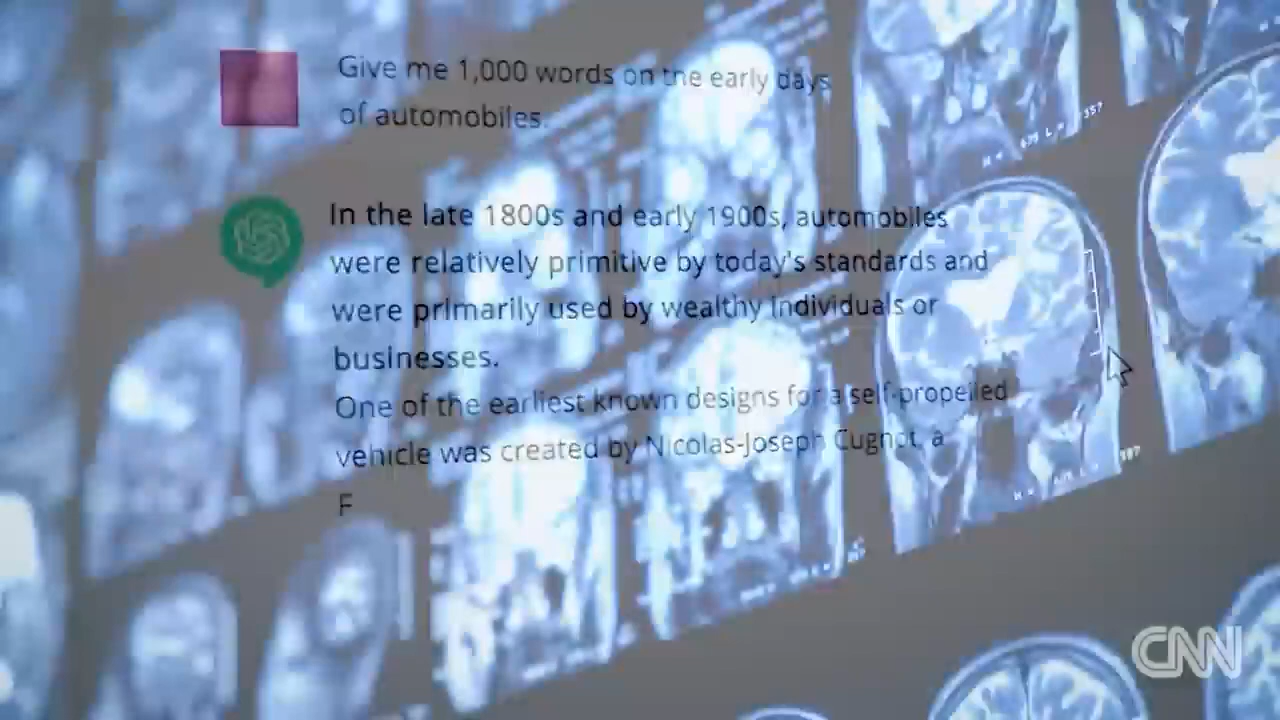 Give me 1,000 words on the early days
of automobiles.
In the late 1800s and early 1900s, automobiles
were relatively primitive by today's standards and
were primarily used by wealthy individuals or
businesses.
One of the earliest known designs for a self-propelled
vehicle was created by Nicolas-Joseph Cugnot, a
F
CNN